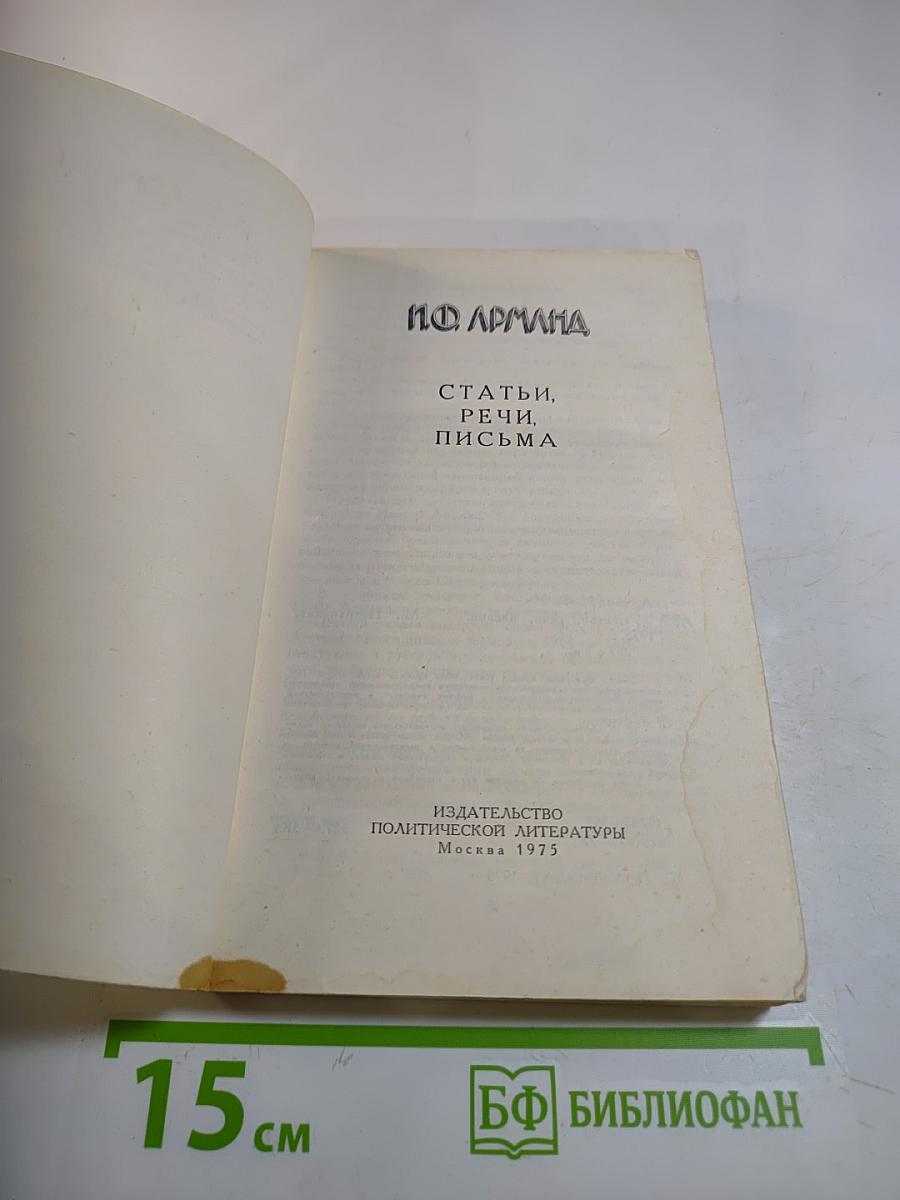 И.Ф. АРМАНД
СТАТЬИ,
РЕЧИ,
ПИСЬМА
ИЗДАТЕЛЬСТВО
ПОЛИТИЧЕСКОЙ ЛИТЕРАТУРЫ
Москва 1975
15 см
БФ БИБЛИОФАН